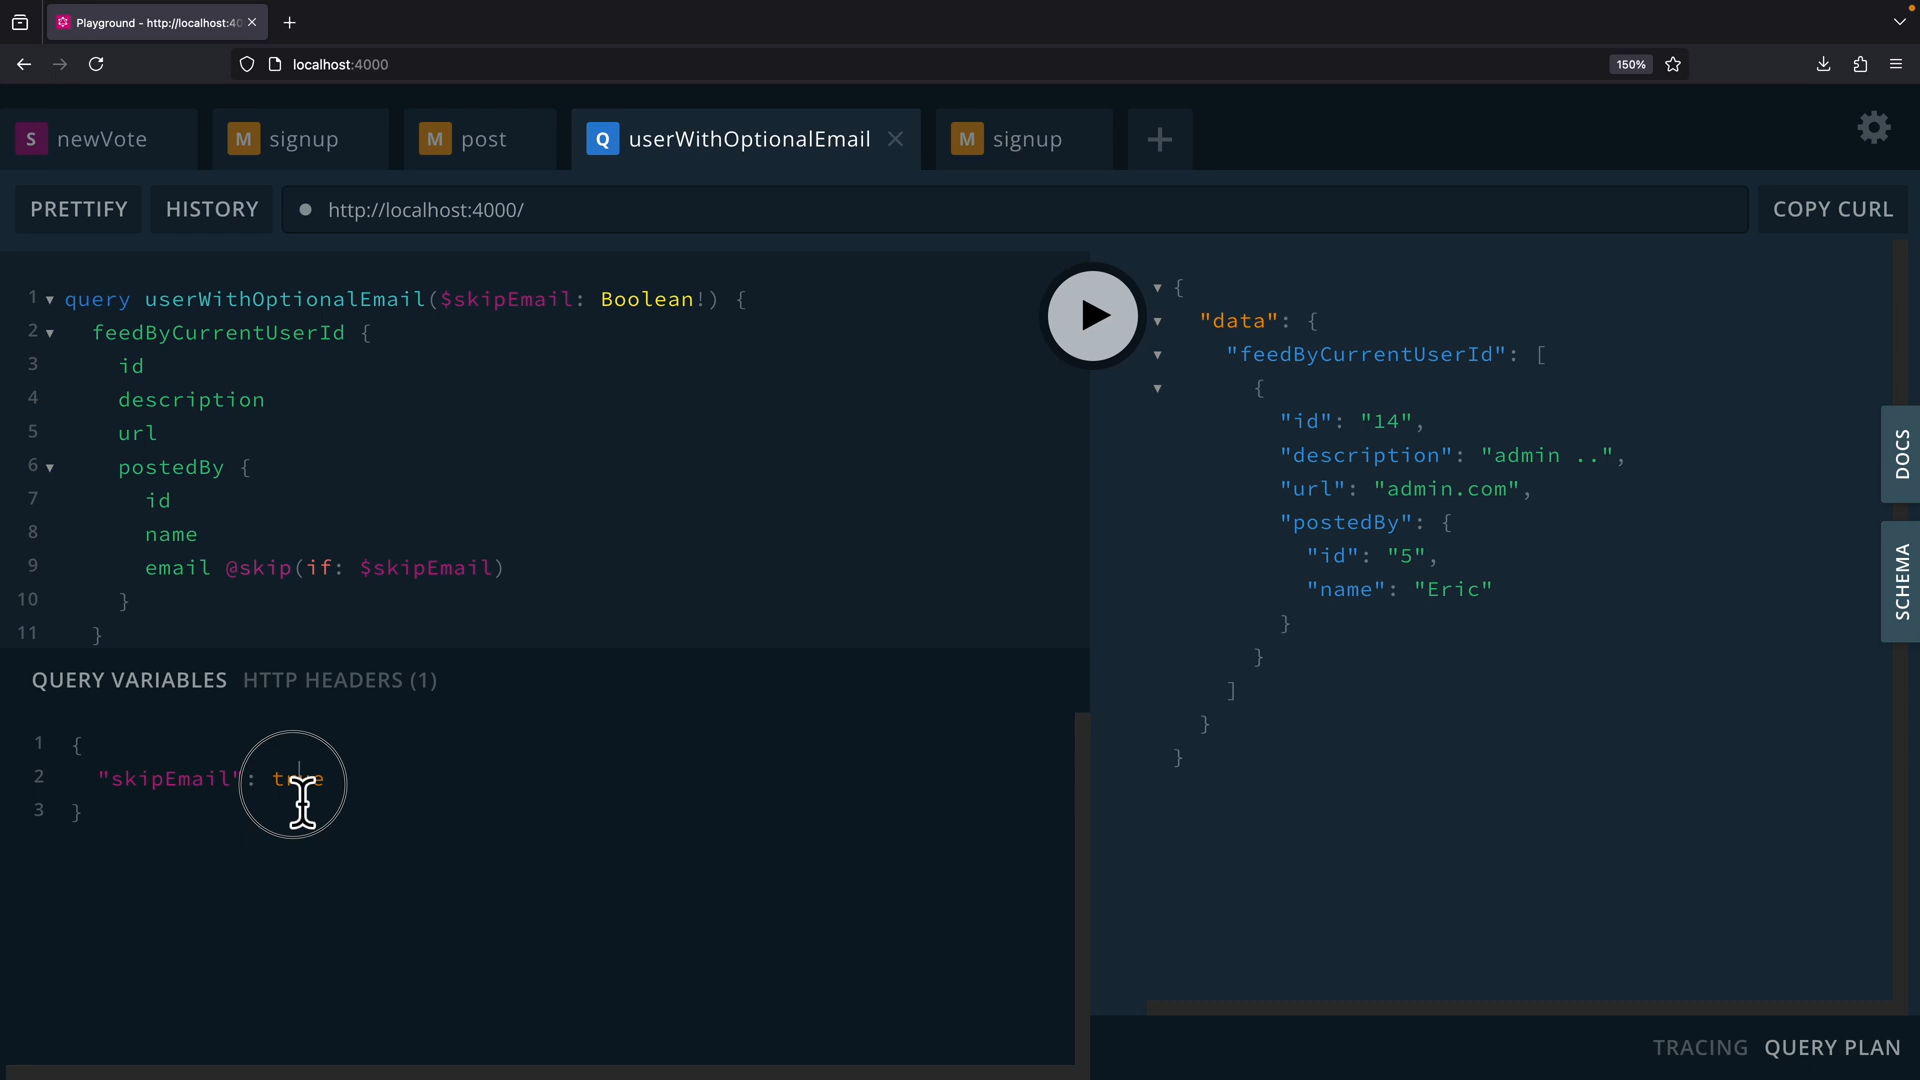 Playground - http://localhost:40
localhost:4000
150%
S newVote
M signup
M post
Q userWithOptionalEmail
M signup
PRETTIFY
HISTORY
http://localhost:4000/
COPY CURL
1 query userWithOptionalEmail($skipEmail: Boolean!) {
2 feedByCurrentUserId {
3 id
4 description
5 url
6 postedBy {
7 id
8 name
9 email @skip(if: $skipEmail)
10 }
11 }
QUERY VARIABLES
HTTP HEADERS (1)
1 {
2 "skipEmail": true
3 }
{
"data": {
"feedByCurrentUserId": [
{
"id": "14",
"description": "admin ..",
"url": "admin.com",
"postedBy": {
"id": "5",
"name": "Eric"
}
}
]
}
}
DOCS
SCHEMA
TRACING
QUERY PLAN